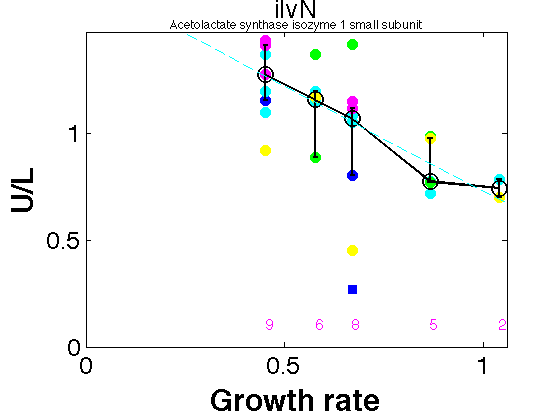 ilvN
Acetolactate synthase isozyme 1 small subunit
U/L
1
0.5
0
9 6 8 5 2
0 0.5 1
Growth rate